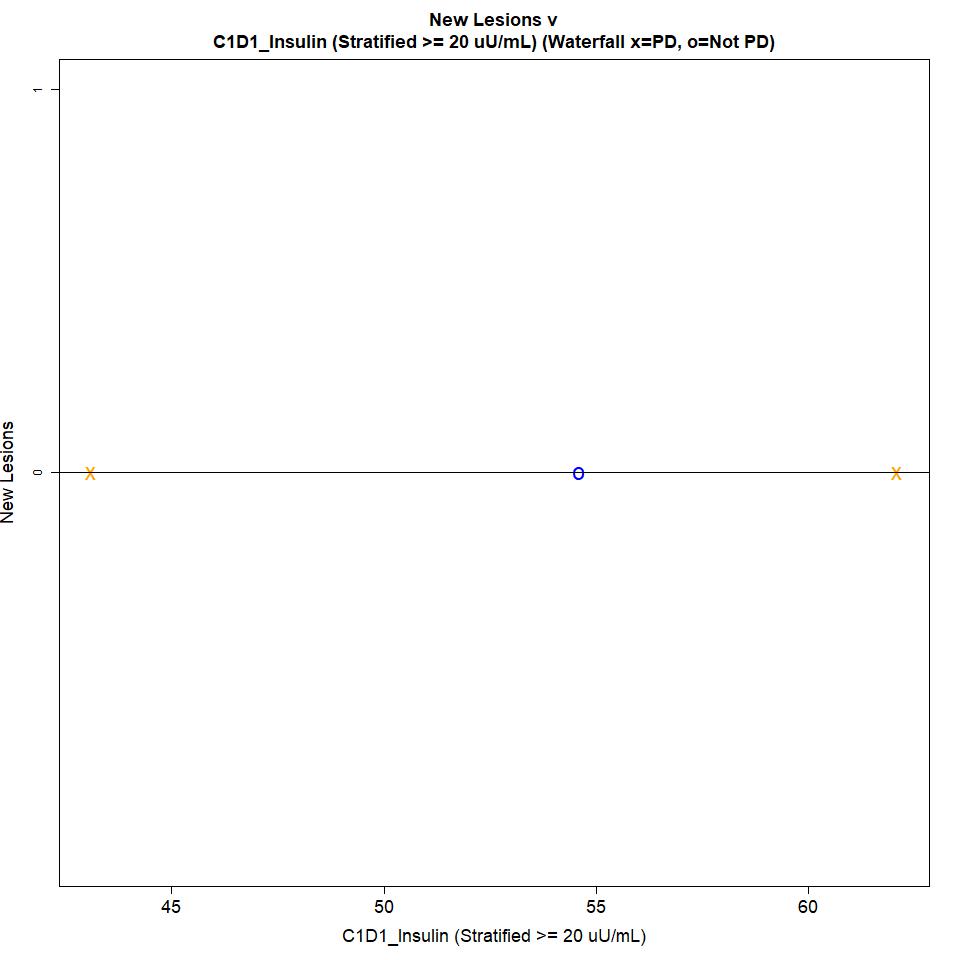 New Lesions v
C1D1_Insulin (Stratified >= 20 uU/mL) (Waterfall x=PD, o=Not PD)
1
New Lesions
0
X
O
X
45
50
55
60
C1D1_Insulin (Stratified >= 20 uU/mL)